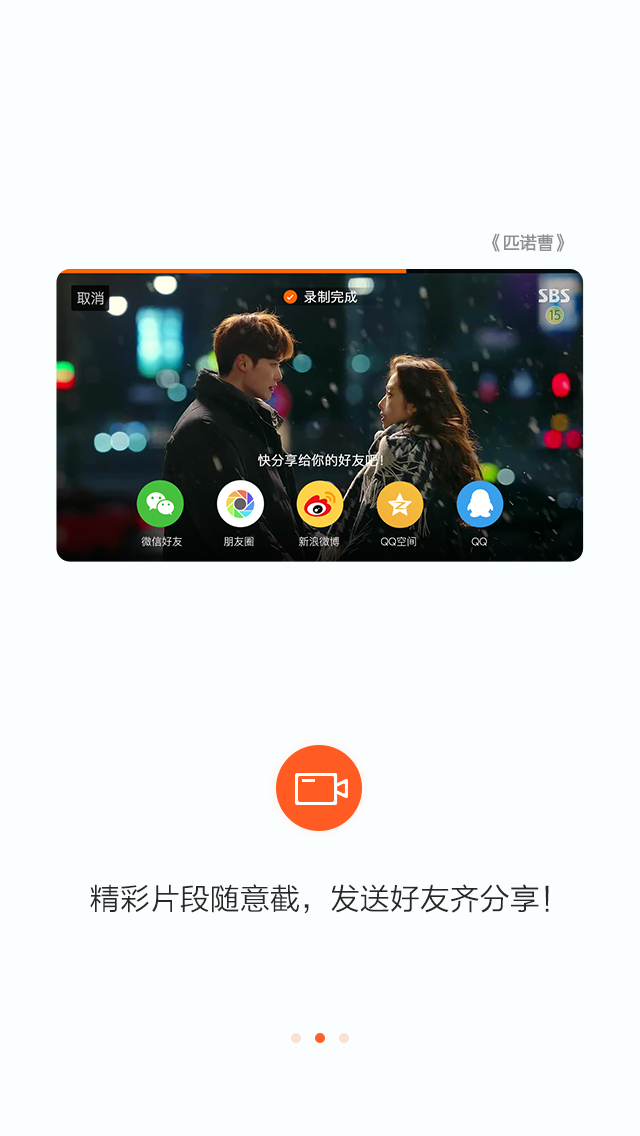 《匹诺曹》
取消
录制完成
SBS
15
快分享给你的好友吧!
微信好友
朋友圈
新浪微博
QQ空间
QQ
精彩片段随意截，发送好友齐分享!